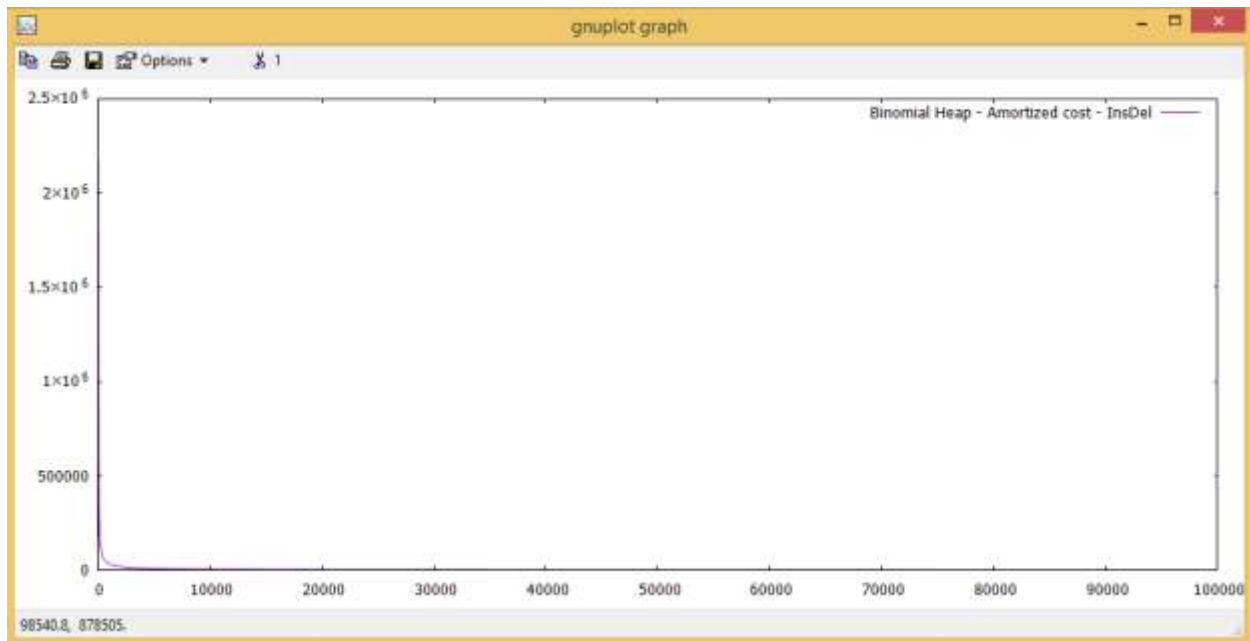 gnuplot graph
Options
1
2.5×10⁶
Binomial Heap - Amortized cost - InsDel
2×10⁶
1.5×10⁶
1×10⁶
500000
0
0 10000 20000 30000 40000 50000 60000 70000 80000 90000 100000
98540.8, 878505.